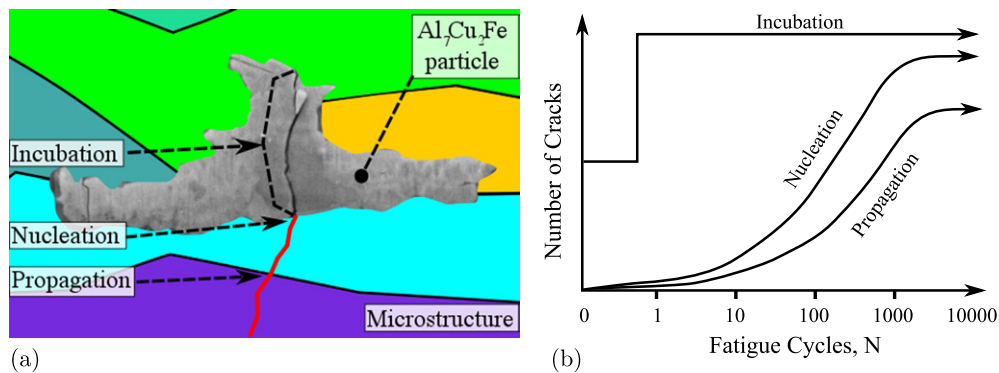 Al7Cu2Fe
particle
Incubation
Nucleation
Propagation
Microstructure
(a)
Number of Cracks
Incubation
Nucleation
Propagation
0 1 10 100 1000 10000
Fatigue Cycles, N
(b)